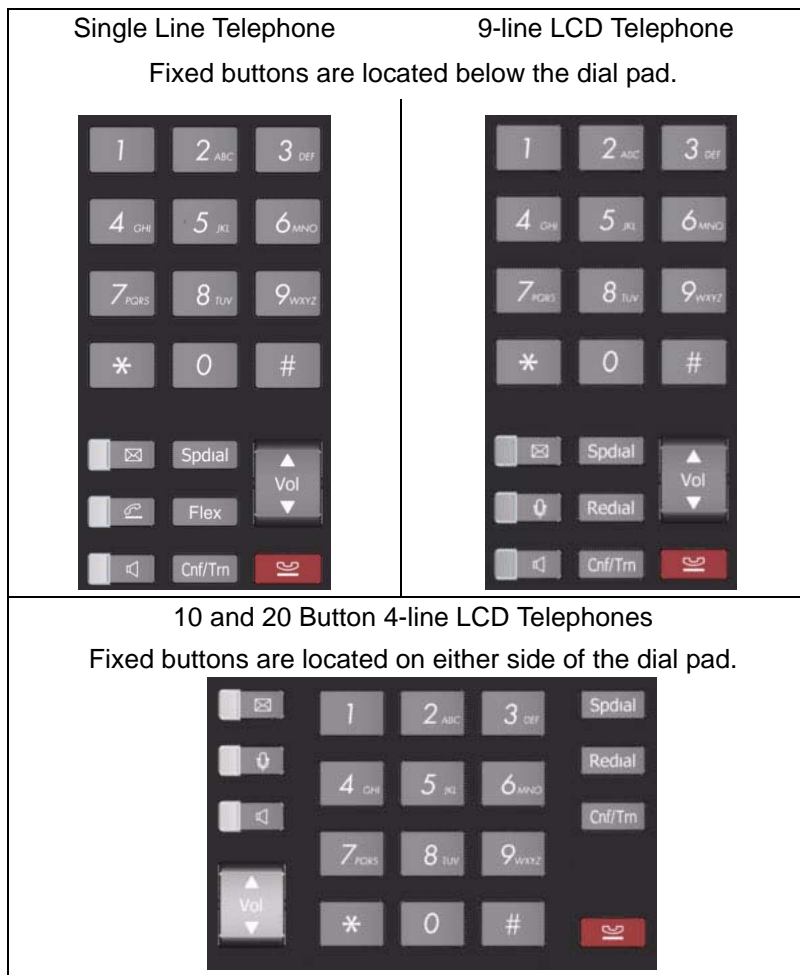 Single Line Telephone 9-line LCD Telephone
Fixed buttons are located below the dial pad.
1 2 ABC 3 DEF
4 GHI 5 JKL 6 MNO
7 PQRS 8 TUV 9 WXYZ
* 0 #
Spdial
Vol
Flex
Cnf/Trn
1 2 ABC 3 DEF
4 GHI 5 JKL 6 MNO
7 PQRS 8 TUV 9 WXYZ
* 0 #
Spdial
Vol
Redial
Cnf/Trn
10 and 20 Button 4-line LCD Telephones
Fixed buttons are located on either side of the dial pad.
1 2 ABC 3 DEF Spdial
Redial
4 GHI 5 JKL 6 MNO
Cnf/Trn
7 PQRS 8 TUV 9 WXYZ
Vol
* 0 #